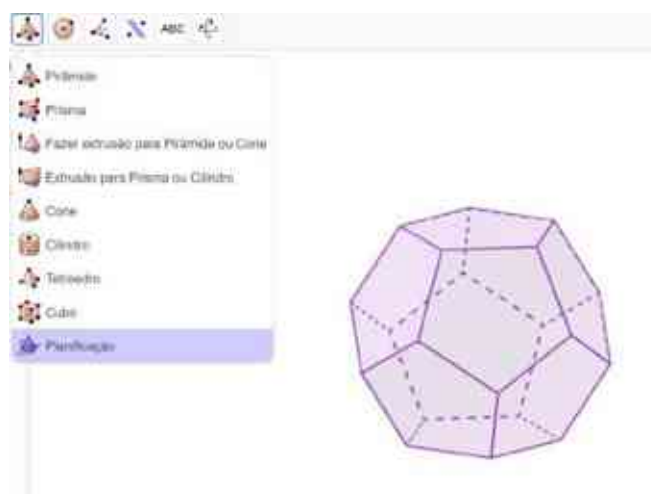 ABC
Pirâmide
Prisma
Fazer extrusão para Pirâmide ou Cone
Extrusão para Prisma ou Cilindro
Cone
Cilindro
Tetraedro
Cubo
Planificação